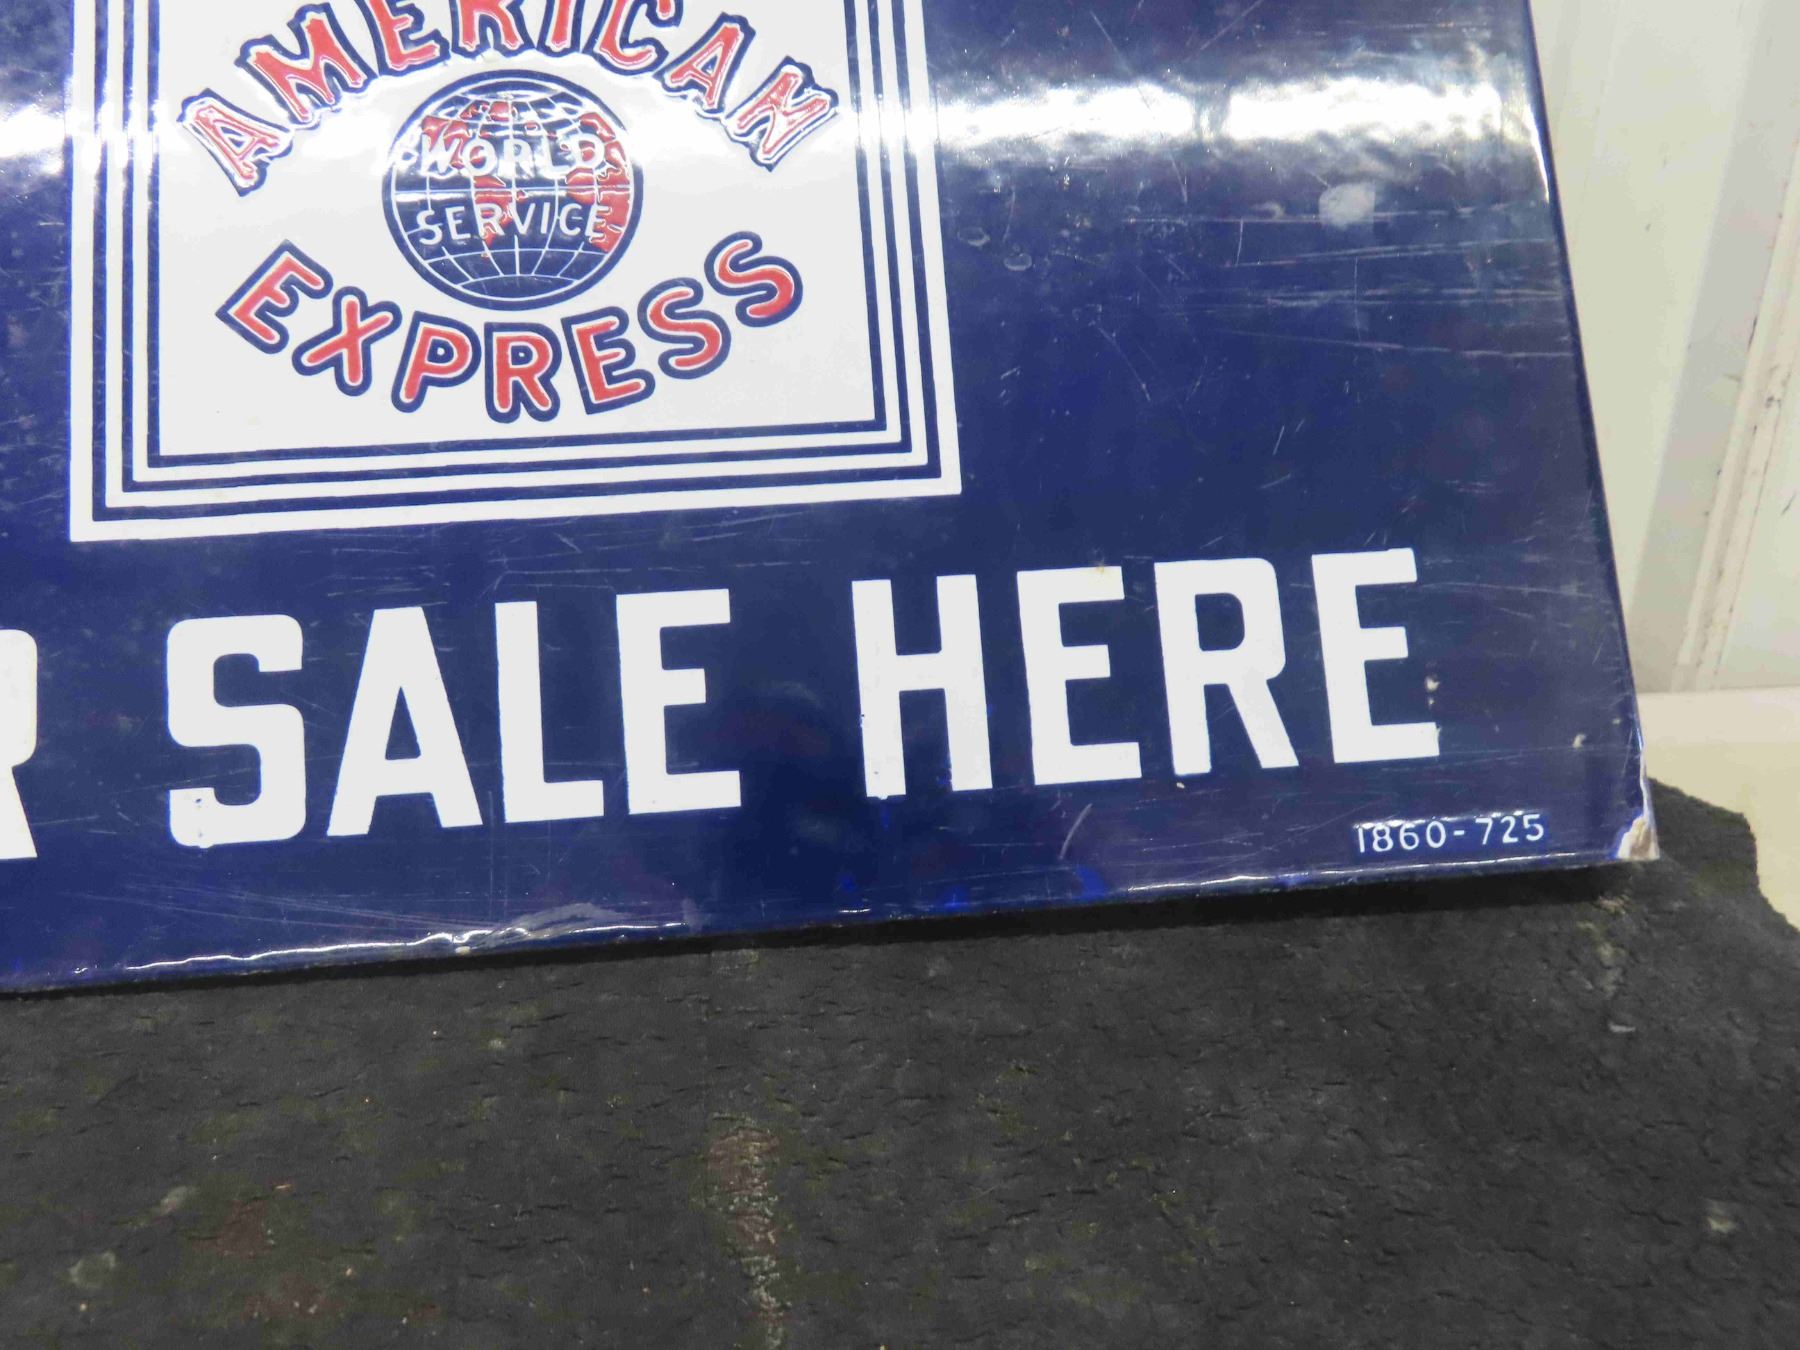 AMERICAN
WORLD
SERVICE
EXPRESS
R SALE HERE
1860-725